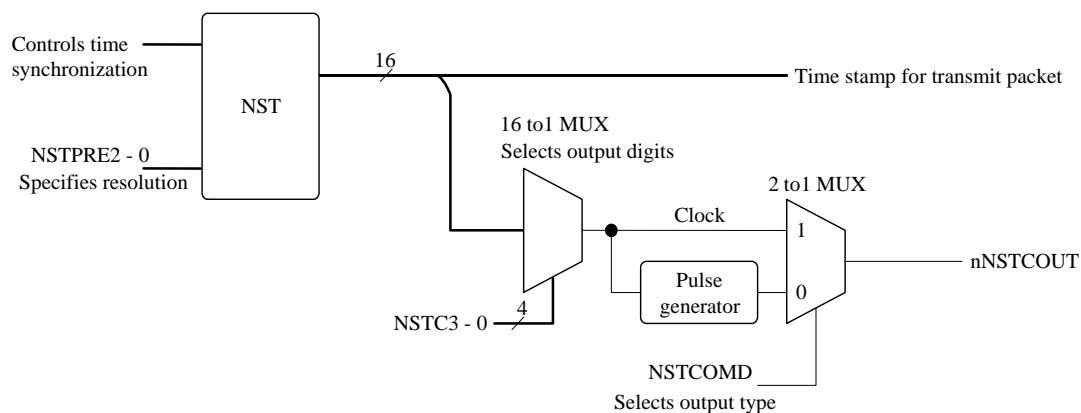 Controls time
synchronization
NST
16
Time stamp for transmit packet
NSTPRE2 - 0
Specifies resolution
16 to1 MUX
Selects output digits
2 to1 MUX
Clock
1
nNSTCOUT
Pulse
generator
0
NSTC3 - 0
4
NSTCOMD
Selects output type